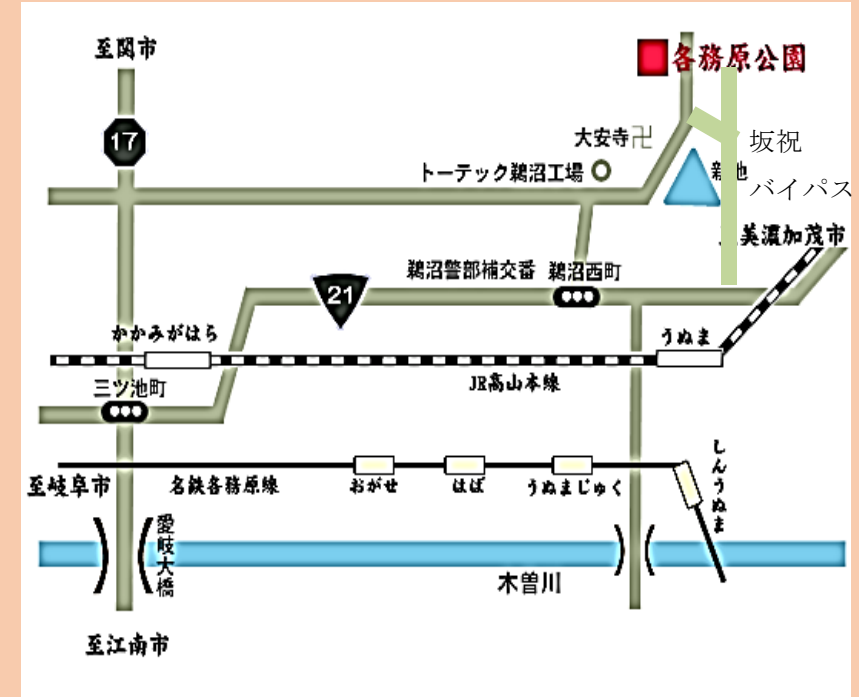 至関市
各務原公園
17
大安寺卍
坂祝
トーテック鵜沼工場
新池
バイパス
美濃加茂市
鵜沼警部補交番
鵜沼西町
21
かかみがはら
うぬま
三ツ池町
JR高山本線
しんうぬま
至岐阜市
名鉄各務原線
おがせ
はば
うぬまじゅく
愛岐大橋
木曽川
至江南市